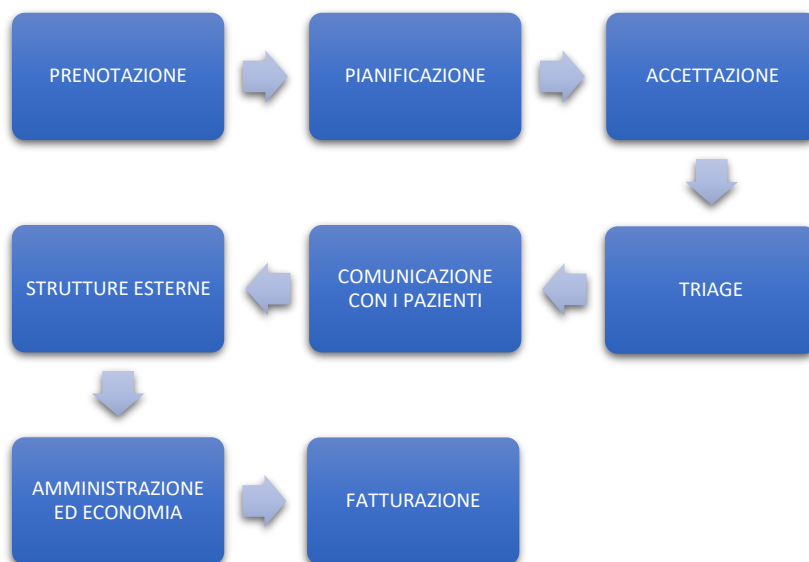 PRENOTAZIONE
PIANIFICAZIONE
ACCETTAZIONE
TRIAGE
COMUNICAZIONE
CON I PAZIENTI
STRUTTURE ESTERNE
AMMINISTRAZIONE
ED ECONOMIA
FATTURAZIONE